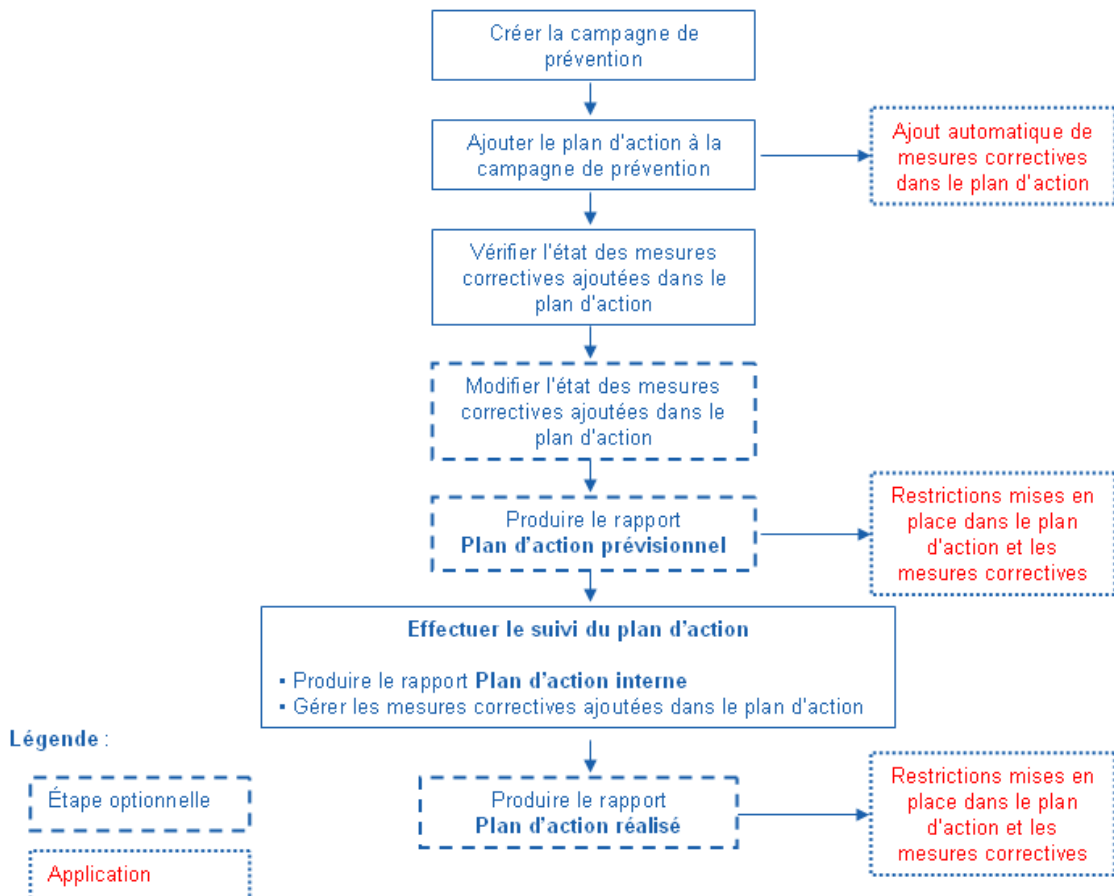 Créer la campagne de
prévention
Ajouter le plan d'action à la
campagne de prévention
Ajout automatique de
mesures correctives
dans le plan d'action
Vérifier l'état des mesures
correctives ajoutées dans le
plan d'action
Modifier l'état des mesures
correctives ajoutées dans le
plan d'action
Produire le rapport
Plan d'action prévisionnel
Restrictions mises en
place dans le plan
d'action et les
mesures correctives
Effectuer le suivi du plan d'action
▪ Produire le rapport Plan d'action interne
▪ Gérer les mesures correctives ajoutées dans le plan d'action
Légende :
Étape optionnelle
Application
Produire le rapport
Plan d'action réalisé
Restrictions mises en
place dans le plan
d'action et les
mesures correctives